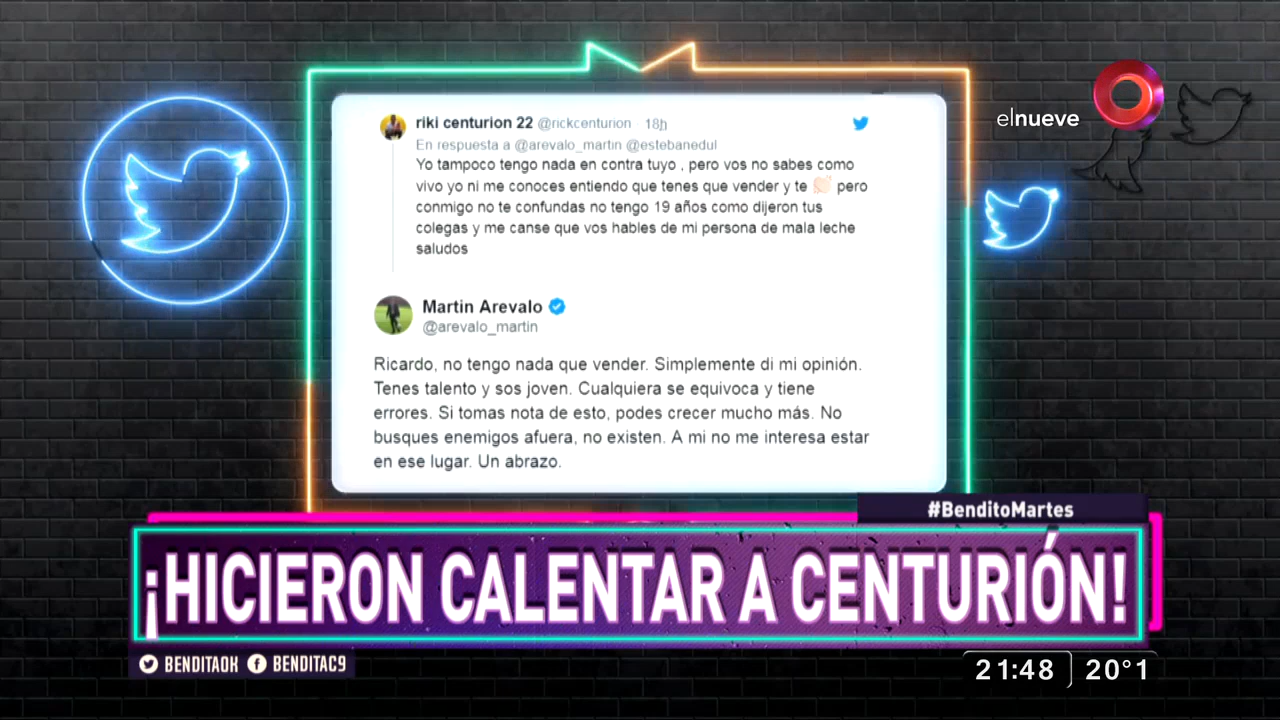 elnueve
riki centurion 22 @rickcenturion · 18h
En respuesta a @arevalo_martin @estebanedul
Yo tampoco tengo nada en contra tuyo , pero vos no sabes como
vivo yo ni me conoces entiendo que tenes que vender y te 👏🏻 pero
conmigo no te confundas no tengo 19 años como dijeron tus
colegas y me canse que vos hables de mi persona de mala leche
saludos
Martin Arevalo
@arevalo_martin
Ricardo, no tengo nada que vender. Simplemente di mi opinión.
Tenes talento y sos joven. Cualquiera se equivoca y tiene
errores. Si tomas nota de esto, podes crecer mucho más. No
busques enemigos afuera, no existen. A mi no me interesa estar
en ese lugar. Un abrazo.
#BenditoMartes
¡HICIERON CALENTAR A CENTURIÓN!
BENDITAOK BENDITAC9
21:48 20°1